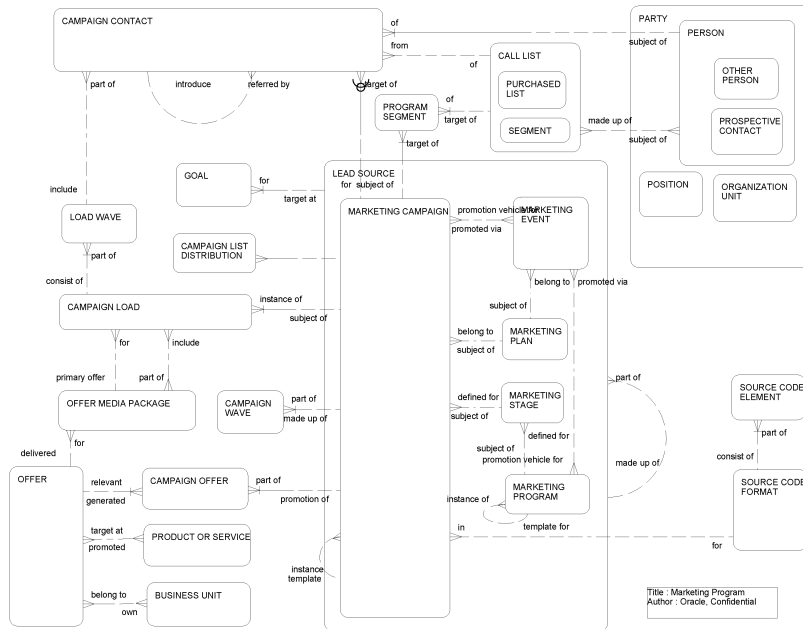 CAMPAIGN CONTACT
of
PARTY
subject of
PERSON
from
of
CALL LIST
part of
introduce
referred by
target of
OTHER
PERSON
PURCHASED
LIST
PROGRAM
SEGMENT
of
target of
made up of
subject of
PROSPECTIVE
CONTACT
SEGMENT
target of
GOAL
for
target at
LEAD SOURCE
for
subject of
POSITION
ORGANIZATION
UNIT
include
LOAD WAVE
MARKETING CAMPAIGN
promotion vehicle for
promoted via
MARKETING
EVENT
CAMPAIGN LIST
DISTRIBUTION
part of
consist of
belong to
promoted via
CAMPAIGN LOAD
instance of
subject of
subject of
belong to
subject of
MARKETING
PLAN
for
include
primary offer
part of
OFFER MEDIA PACKAGE
CAMPAIGN
WAVE
part of
made up of
defined for
subject of
MARKETING
STAGE
part of
SOURCE CODE
ELEMENT
for
delivered
defined for
part of
subject of
promotion vehicle for
made up of
consist of
OFFER
relevant
generated
CAMPAIGN OFFER
part of
promotion of
instance of
MARKETING
PROGRAM
SOURCE CODE
FORMAT
template for
target at
promoted
PRODUCT OR SERVICE
in
for
instance
template
belong to
own
BUSINESS UNIT
Title : Marketing Program
Author : Oracle, Confidential